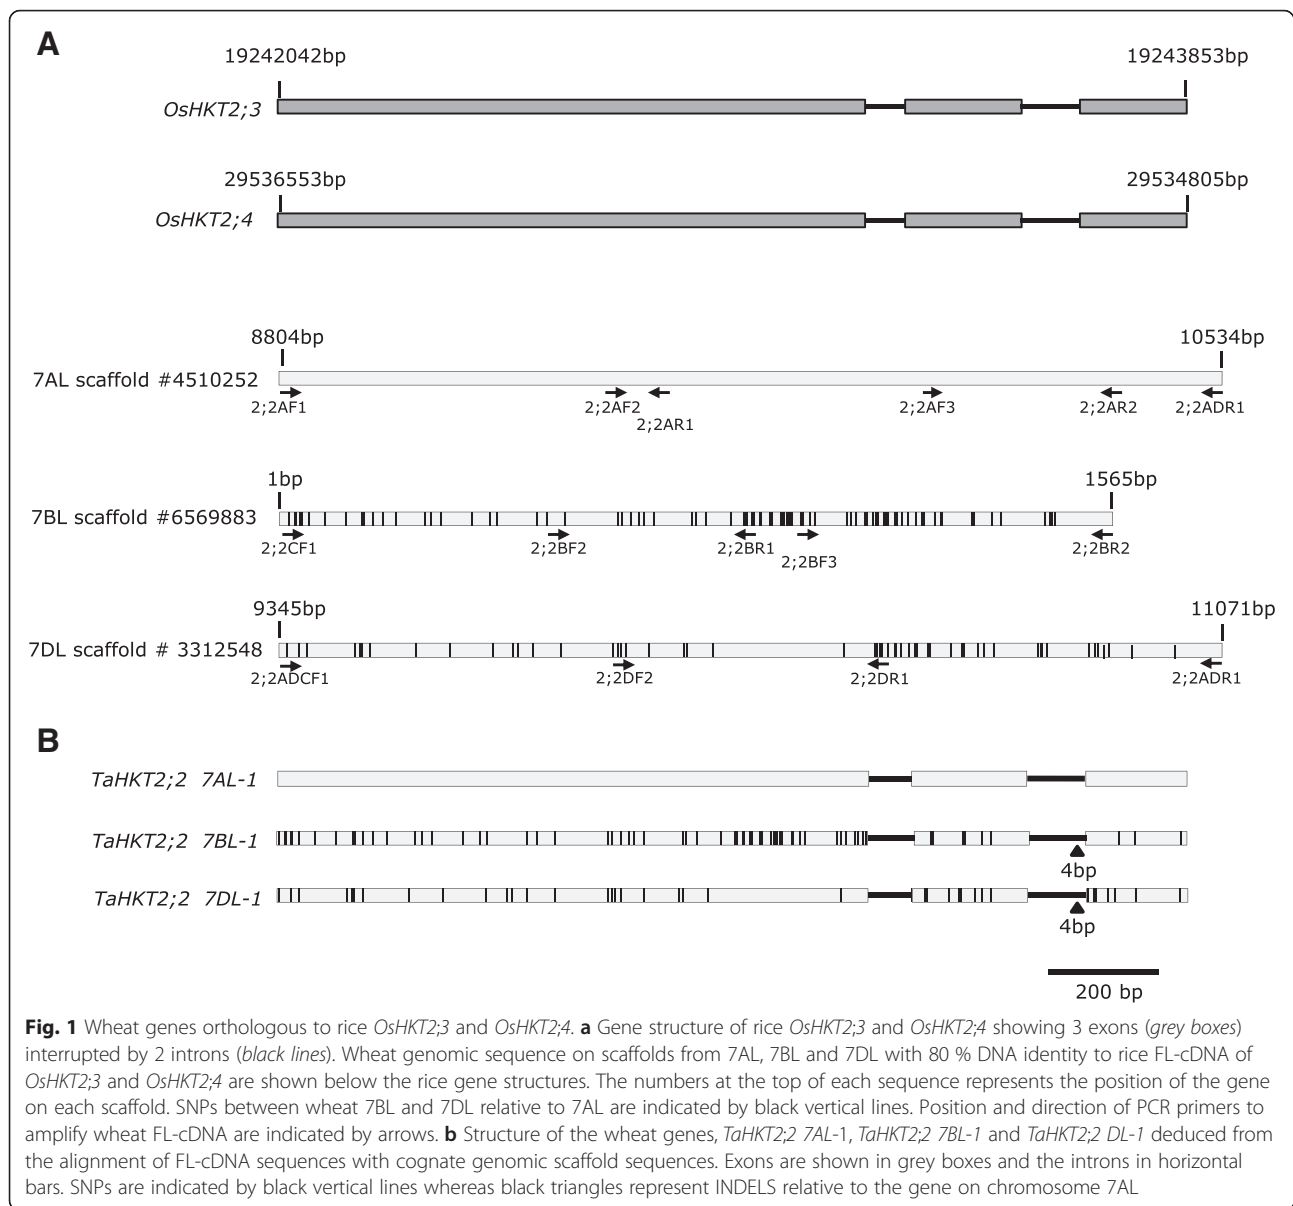 A
19242042bp 19243853bp
OsHKT2;3
29536553bp 29534805bp
OsHKT2;4
8804bp 10534bp
7AL scaffold #4510252
2;2AF1 2;2AF2 2;2AF3 2;2AR2 2;2ADR1
2;2AR1
1bp 1565bp
7BL scaffold #6569883
2;2CF1 2;2BF2 2;2BR1 2;2BR2
2;2BF3
9345bp 11071bp
7DL scaffold # 3312548
2;2ADCF1 2;2DF2 2;2DR1 2;2ADR1
B
TaHKT2;2 7AL-1
TaHKT2;2 7BL-1
4bp
TaHKT2;2 7DL-1
4bp
200 bp
Fig. 1 Wheat genes orthologous to rice OsHKT2;3 and OsHKT2;4. a Gene structure of rice OsHKT2;3 and OsHKT2;4 showing 3 exons (grey boxes)
interrupted by 2 introns (black lines). Wheat genomic sequence on scaffolds from 7AL, 7BL and 7DL with 80 % DNA identity to rice FL-cDNA of
OsHKT2;3 and OsHKT2;4 are shown below the rice gene structures. The numbers at the top of each sequence represents the position of the gene
on each scaffold. SNPs between wheat 7BL and 7DL relative to 7AL are indicated by black vertical lines. Position and direction of PCR primers to
amplify wheat FL-cDNA are indicated by arrows. b Structure of the wheat genes, TaHKT2;2 7AL-1, TaHKT2;2 7BL-1 and TaHKT2;2 DL-1 deduced from
the alignment of FL-cDNA sequences with cognate genomic scaffold sequences. Exons are shown in grey boxes and the introns in horizontal
bars. SNPs are indicated by black vertical lines whereas black triangles represent INDELS relative to the gene on chromosome 7AL